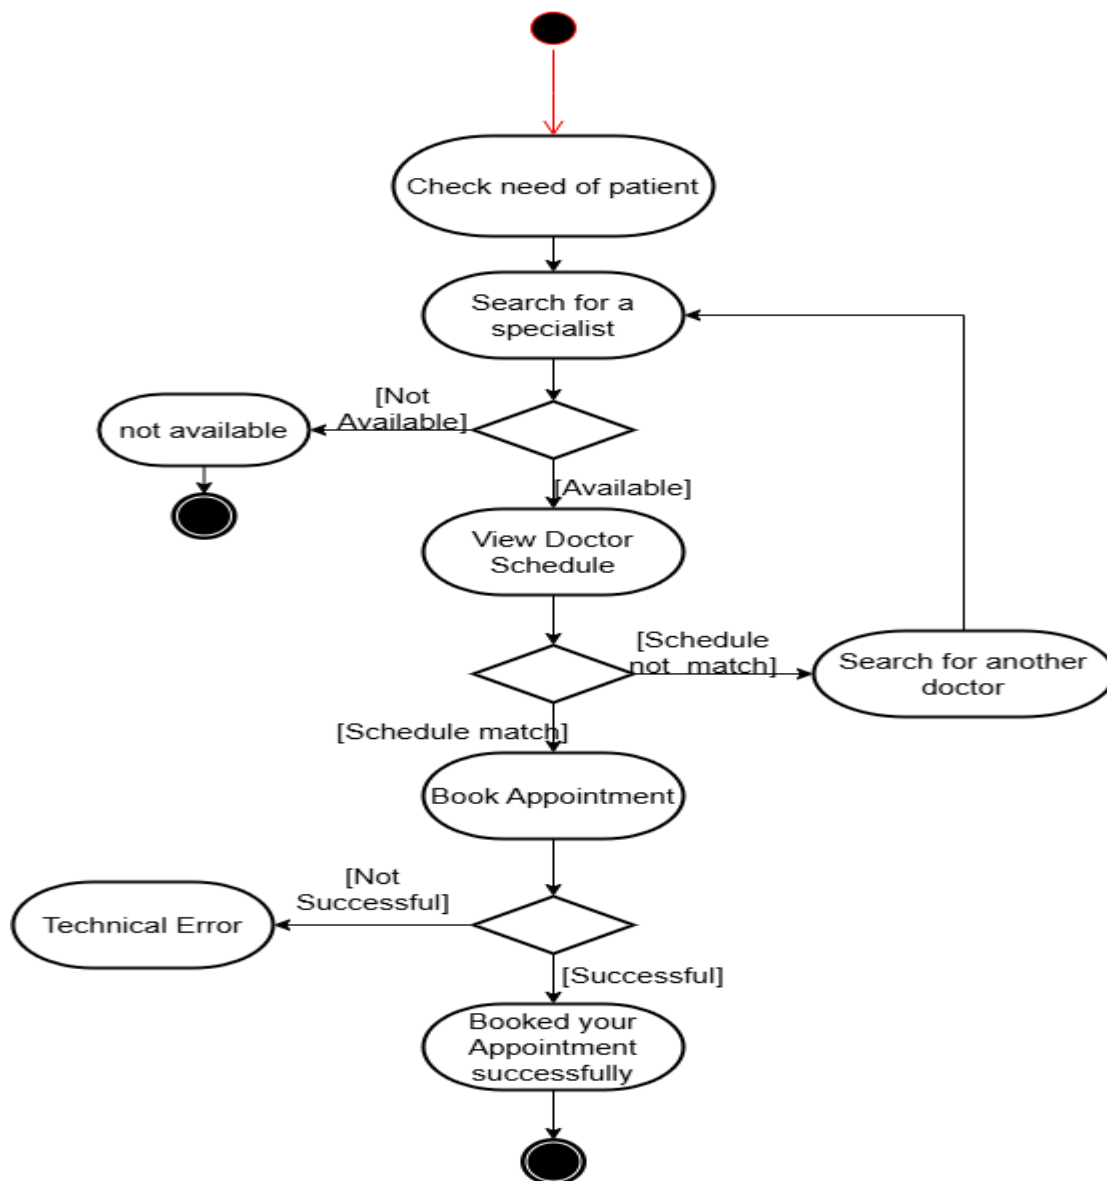 Check need of patient
Search for a
specialist
[Not
Available]
not available
[Available]
View Doctor
Schedule
[Schedule
not  match]
Search for another
doctor
[Schedule match]
Book Appointment
[Not
Successful]
Technical Error
[Successful]
Booked your
Appointment
successfully